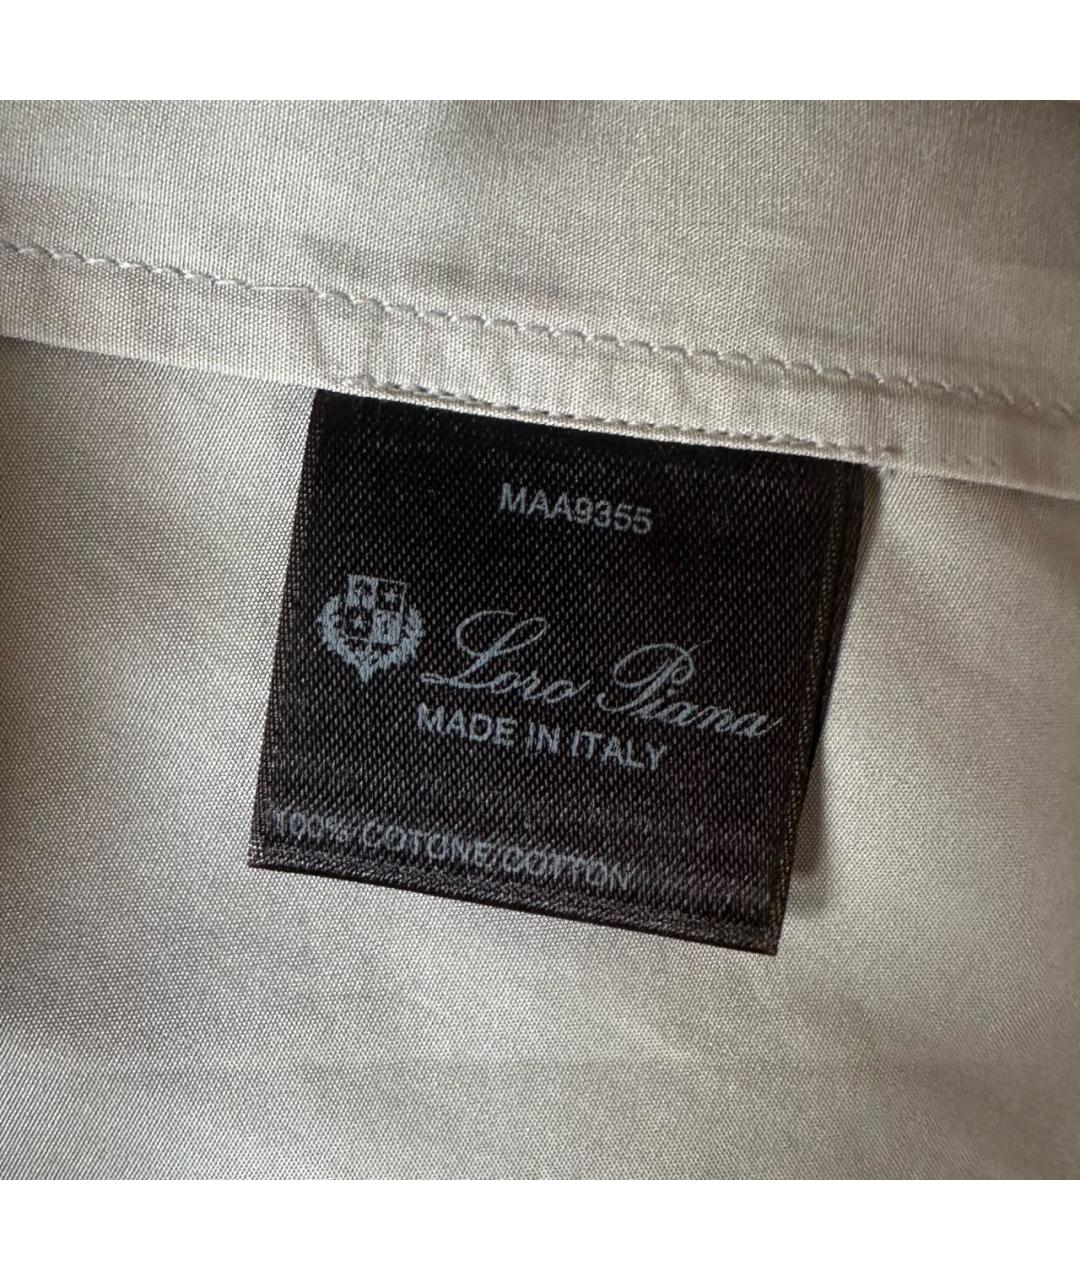 MAA9355
Loro Piana
MADE IN ITALY
100%/COTONE/COTTON